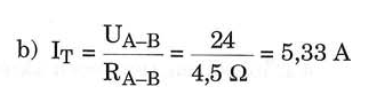 b) I_T = U_A–B / R_A–B = 24 / 4,5 Ω = 5,33 A